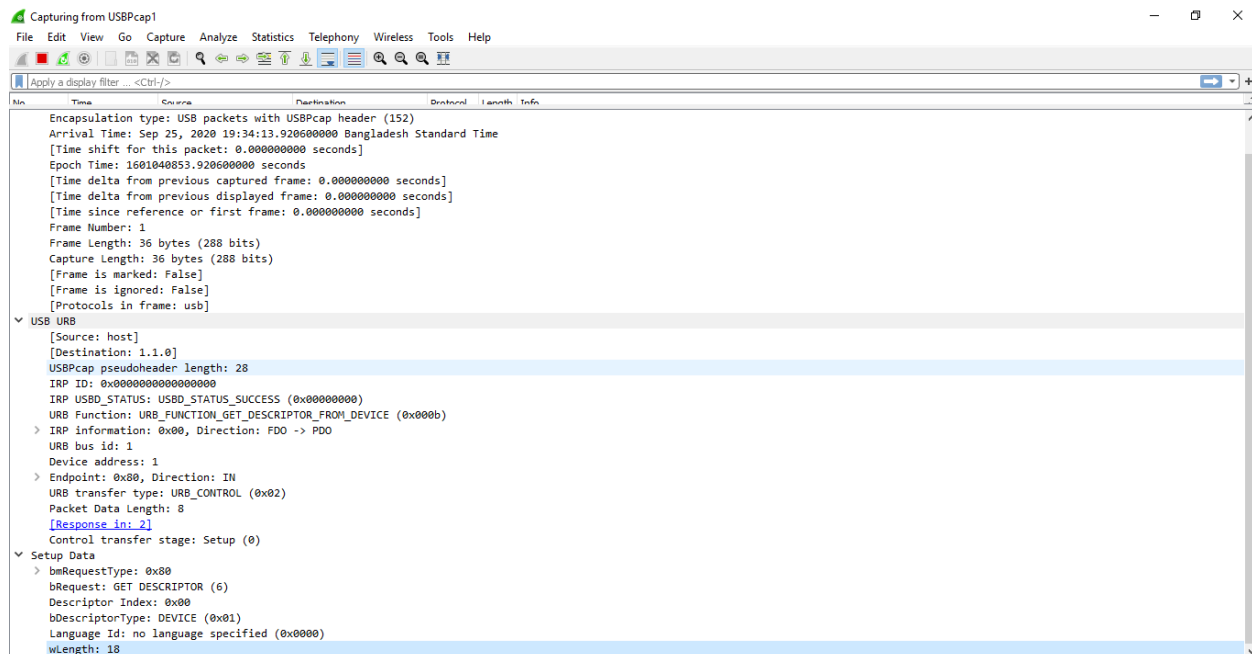 Capturing from USBPcap1
File Edit View Go Capture Analyze Statistics Telephony Wireless Tools Help
Apply a display filter ... <Ctrl-/>
No. Time Source Destination Protocol Length Info
Encapsulation type: USB packets with USBPcap header (152)
Arrival Time: Sep 25, 2020 19:34:13.920600000 Bangladesh Standard Time
[Time shift for this packet: 0.000000000 seconds]
Epoch Time: 1601040853.920600000 seconds
[Time delta from previous captured frame: 0.000000000 seconds]
[Time delta from previous displayed frame: 0.000000000 seconds]
[Time since reference or first frame: 0.000000000 seconds]
Frame Number: 1
Frame Length: 36 bytes (288 bits)
Capture Length: 36 bytes (288 bits)
[Frame is marked: False]
[Frame is ignored: False]
[Protocols in frame: usb]
USB URB
[Source: host]
[Destination: 1.1.0]
USBPcap pseudoheader length: 28
IRP ID: 0x0000000000000000
IRP USBD_STATUS: USBD_STATUS_SUCCESS (0x00000000)
URB Function: URB_FUNCTION_GET_DESCRIPTOR_FROM_DEVICE (0x000b)
IRP information: 0x00, Direction: FDO -> PDO
URB bus id: 1
Device address: 1
Endpoint: 0x80, Direction: IN
URB transfer type: URB_CONTROL (0x02)
Packet Data Length: 8
[Response in: 2]
Control transfer stage: Setup (0)
Setup Data
bmRequestType: 0x80
bRequest: GET DESCRIPTOR (6)
Descriptor Index: 0x00
bDescriptorType: DEVICE (0x01)
Language Id: no language specified (0x0000)
wLength: 18